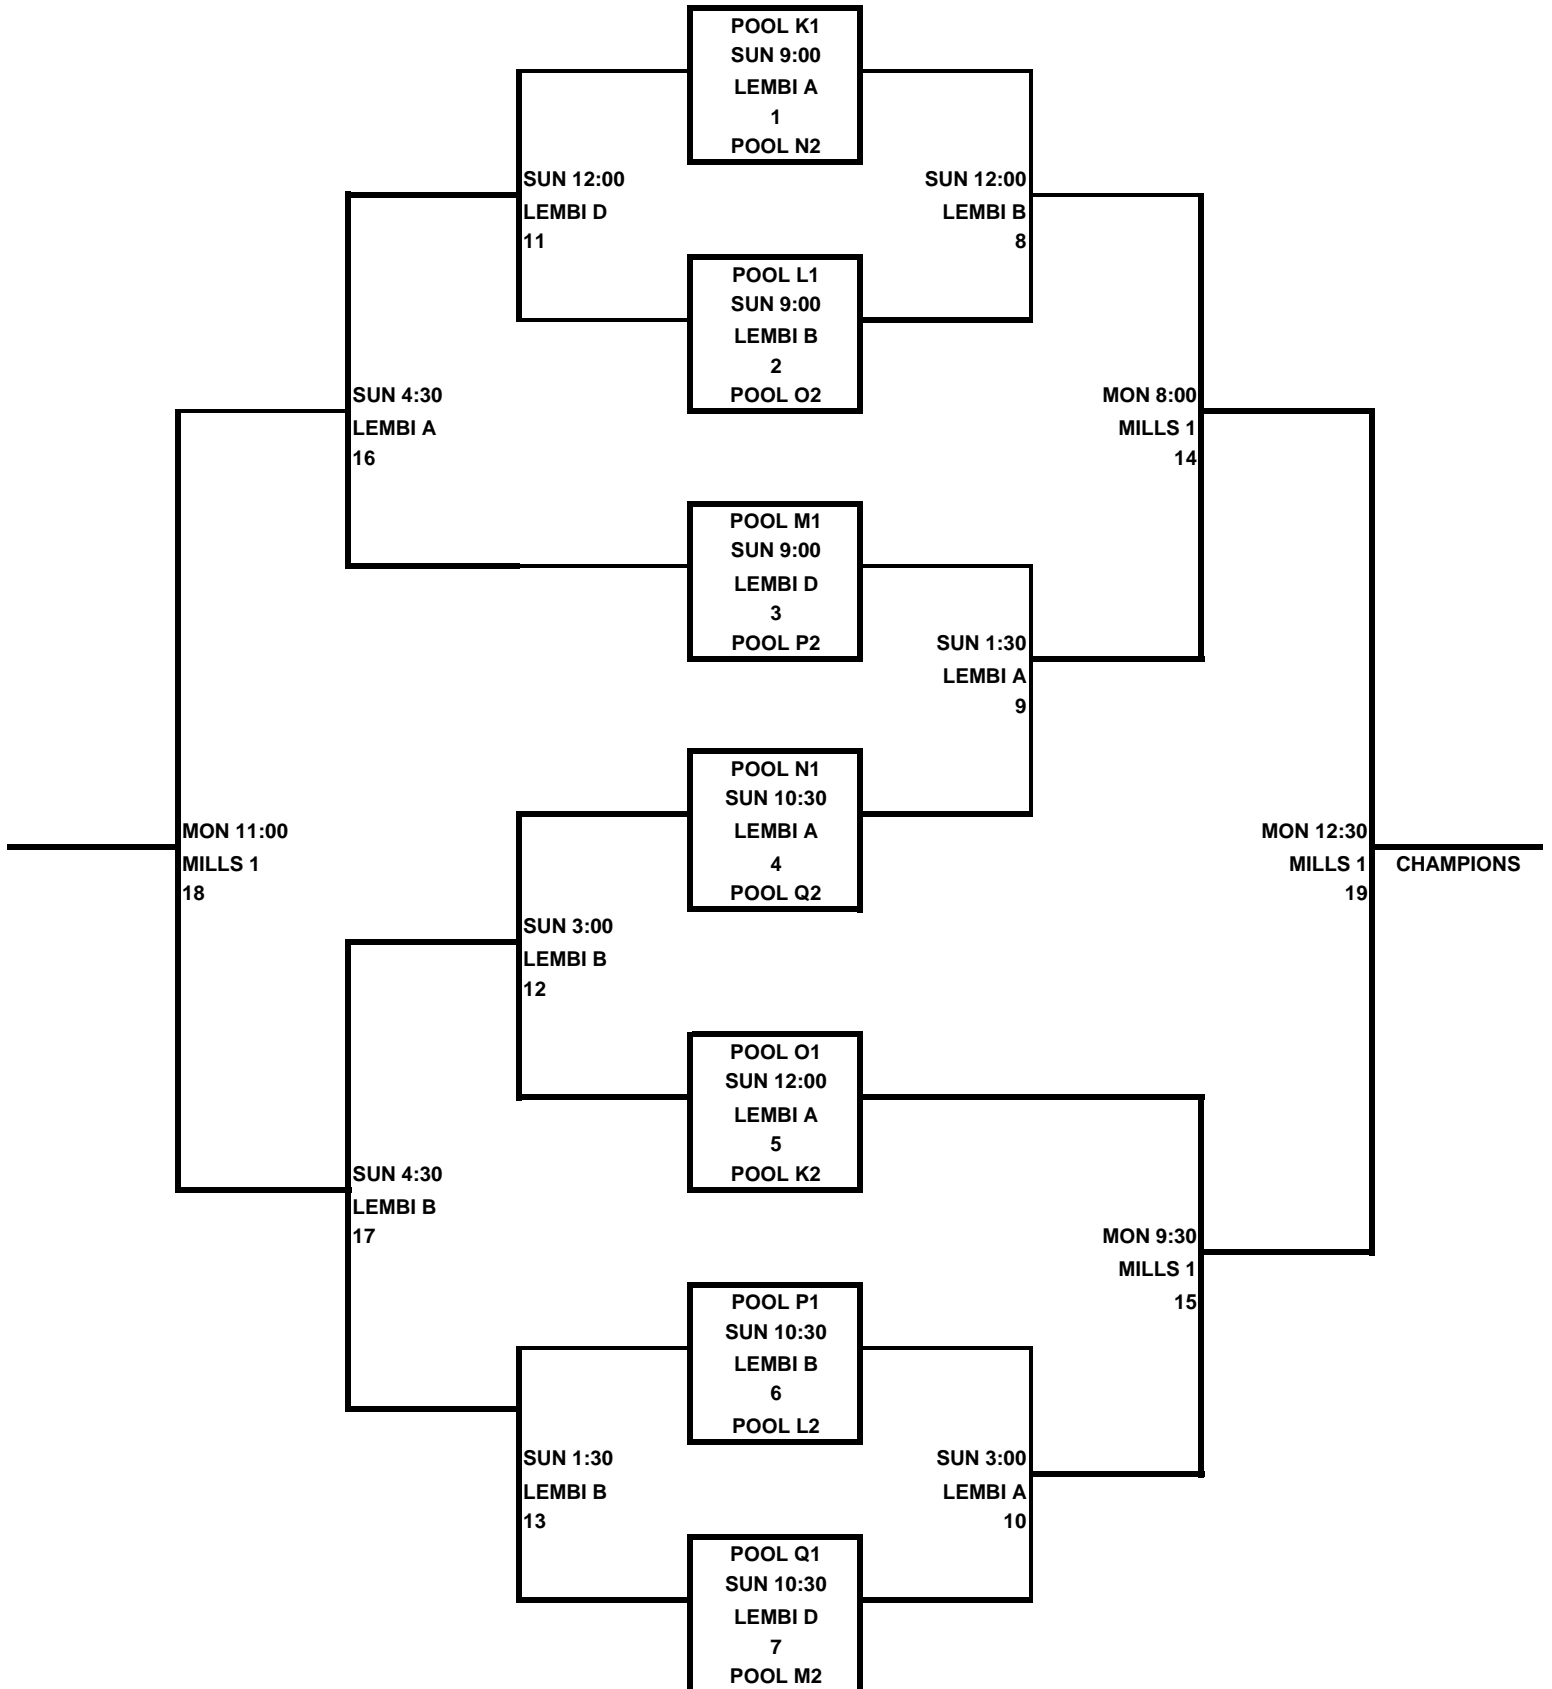 POOL K1
SUN 9:00
LEMBI A
1
POOL N2
SUN 12:00
LEMBI D
11
SUN 12:00
LEMBI B
8
POOL L1
SUN 9:00
LEMBI B
2
POOL O2
SUN 4:30
LEMBI A
16
MON 8:00
MILLS 1
14
POOL M1
SUN 9:00
LEMBI D
3
POOL P2
SUN 1:30
LEMBI A
9
POOL N1
SUN 10:30
LEMBI A
4
POOL Q2
MON 11:00
MILLS 1
18
MON 12:30
MILLS 1
19
CHAMPIONS
SUN 3:00
LEMBI B
12
POOL O1
SUN 12:00
LEMBI A
5
POOL K2
SUN 4:30
LEMBI B
17
MON 9:30
MILLS 1
15
POOL P1
SUN 10:30
LEMBI B
6
POOL L2
SUN 1:30
LEMBI B
13
SUN 3:00
LEMBI A
10
POOL Q1
SUN 10:30
LEMBI D
7
POOL M2